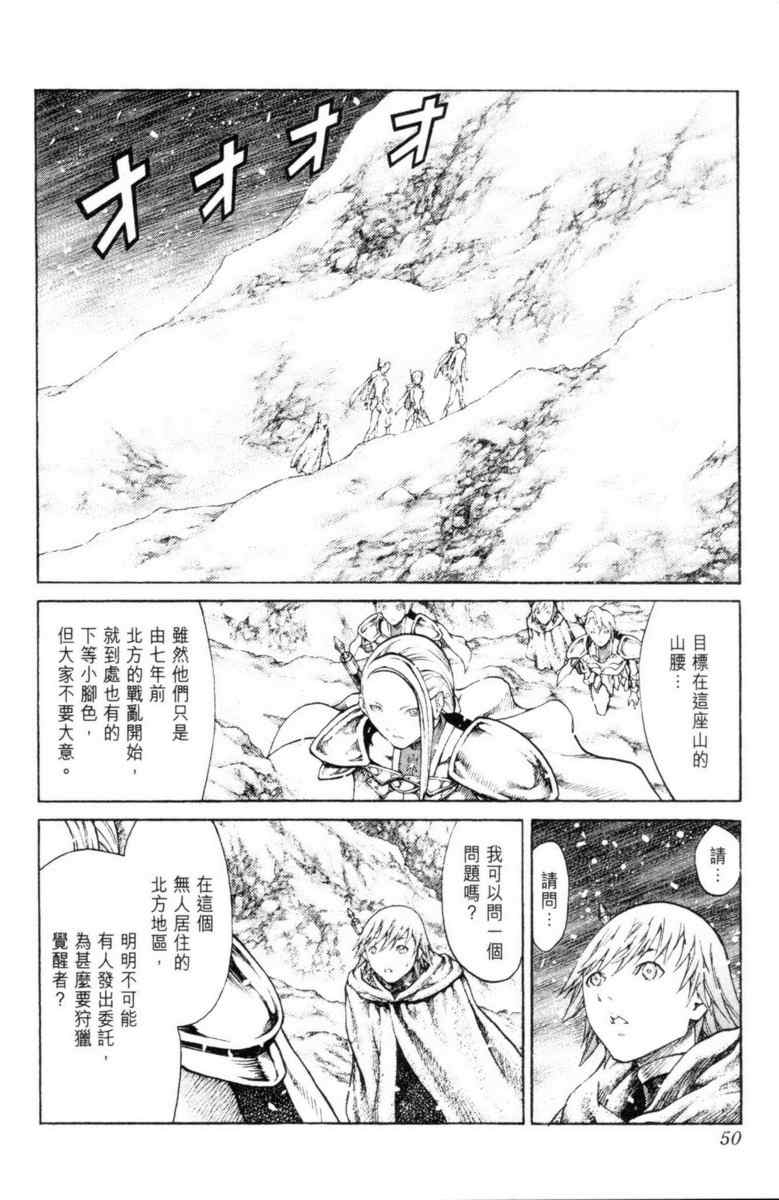 オオオオ
目標在這座山的
山腰⋯
雖然他們只是
由七年前
北方的戰亂開始，
就到處也有的
下等小腳色，
但大家不要大意。
請⋯
請問⋯
我可以問一個
問題嗎？
在這個
無人居住的
北方地區，
明明不可能
有人發出委託，
為甚麼要狩獵
覺醒者？
50